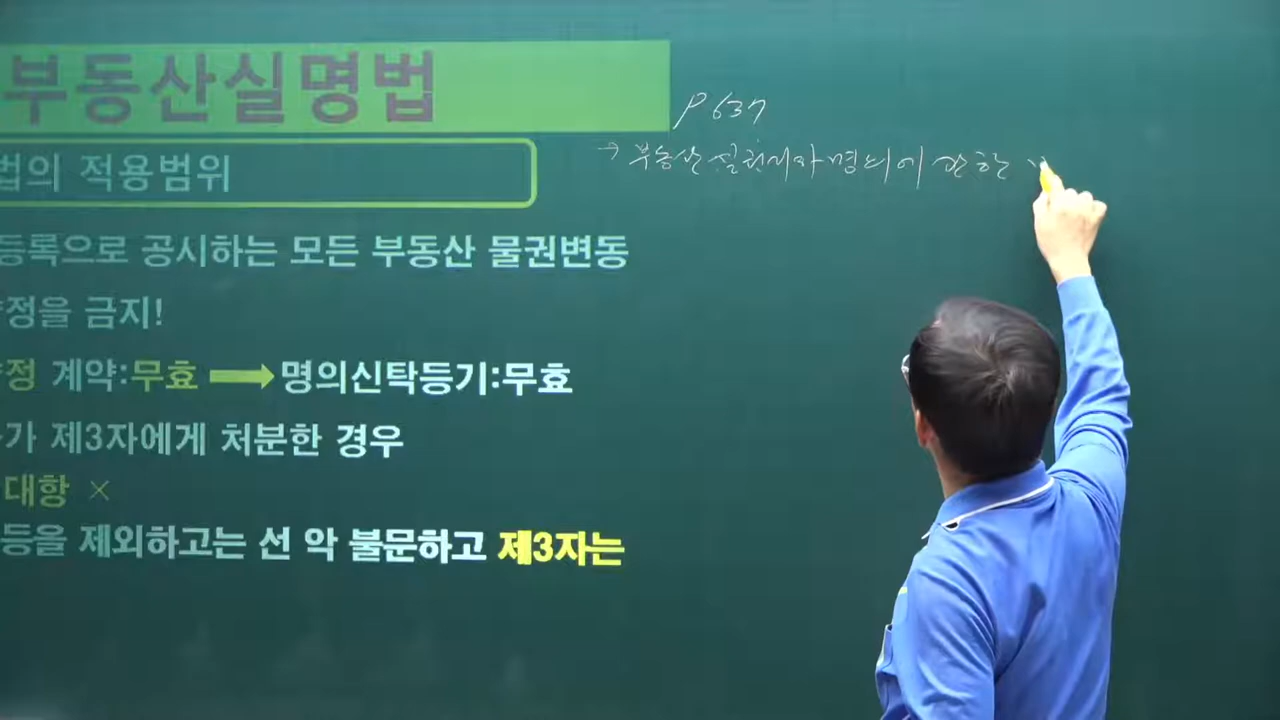 부동산실명법
P 637
→ 부동산 실권리자 명의에 관한
법의 적용범위
등록으로 공시하는 모든 부동산 물권변동
정을 금지!
정 계약:무효 → 명의신탁등기:무효
가 제3자에게 처분한 경우
대항 ×
등을 제외하고는 선 악 불문하고 제3자는